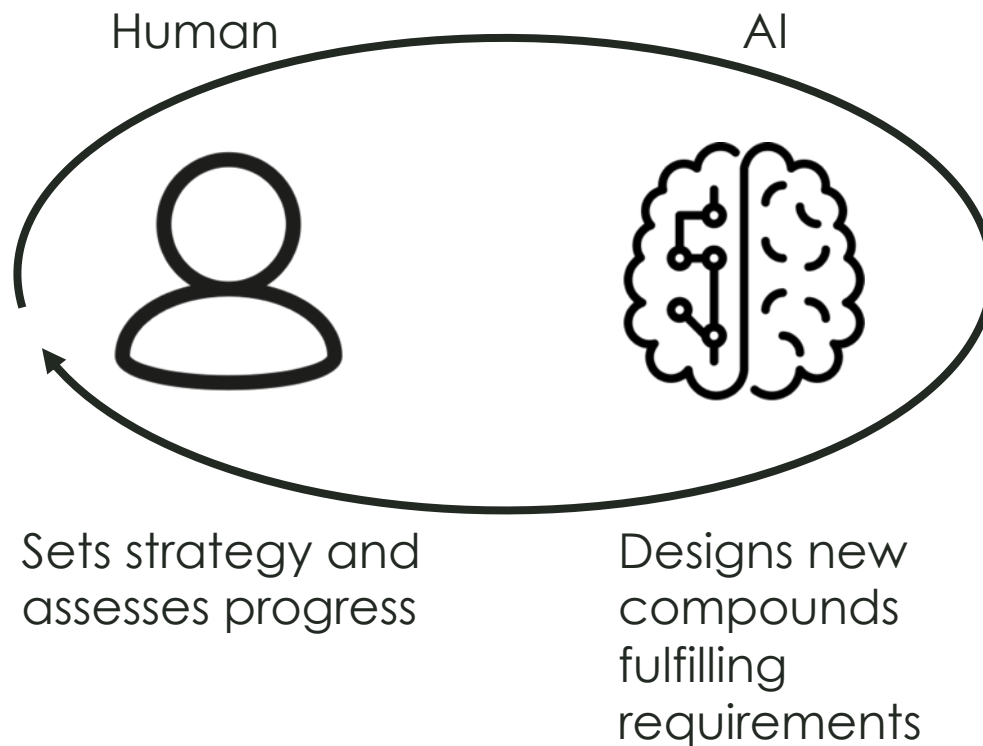 Human
AI
Sets strategy and
assesses progress
Designs new
compounds
fulfilling
requirements